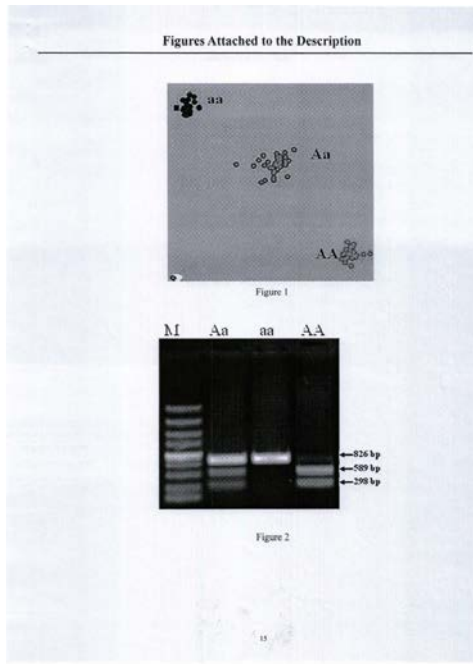 Figures Attached to the Description
aa
Aa
AA
Figure 1
M Aa aa AA
826 bp
589 bp
298 bp
Figure 2
15